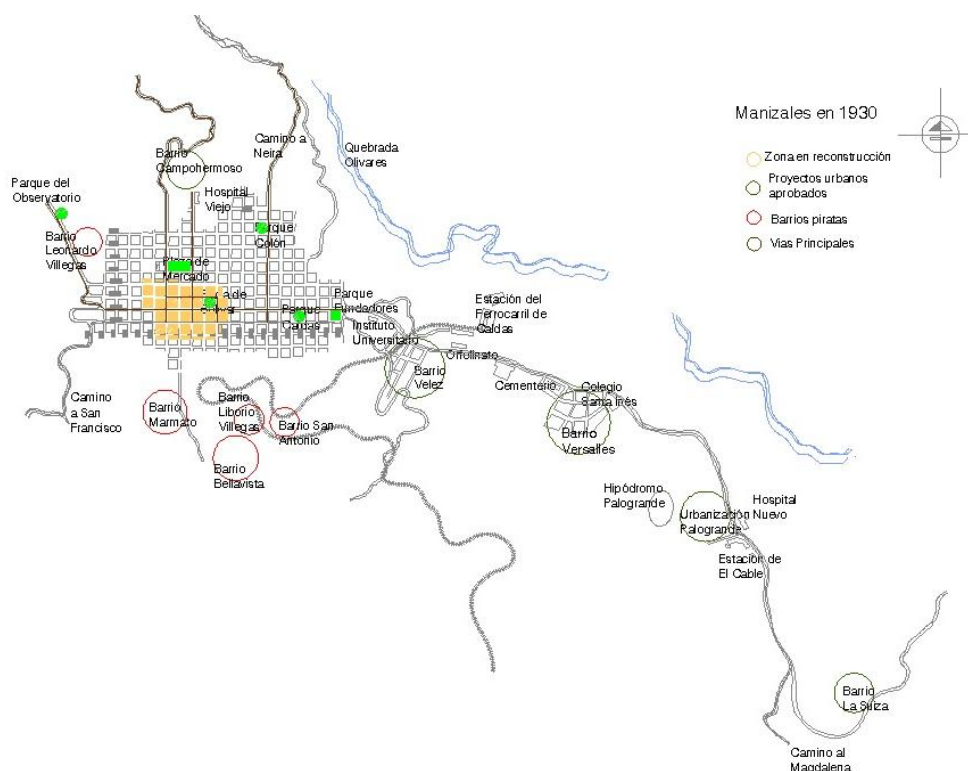 Manizales en 1930
Zona en reconstrucción
Proyectos urbanos
aprobados
Barrios piratas
Vias Principales
Camino a
Neira
Quebrada
Olivares
Barrio
Campohermoso
Parque del
Observatorio
Hospital
Viejo
Barrio
Leonardo
Villegas
Parque
Colón
Plaza de
Mercado
Parque
Caldas
Parque
Fundadores
Instituto
Universitario
Estación del
Ferrocarril de
Caldas
Orfelinato
Barrio
Velez
Cementerio
Colegio
Santa Inés
Barrio
Versalles
Camino
a San
Francisco
Barrio
Marmato
Barrio
Liborio
Villegas
Barrio San
Antonio
Barrio
Bellavista
Hipódromo
Palogrande
Urbanización
Palogrande
Hospital
Nuevo
Estación de
El Cable
Barrio
La Suiza
Camino al
Magdalena